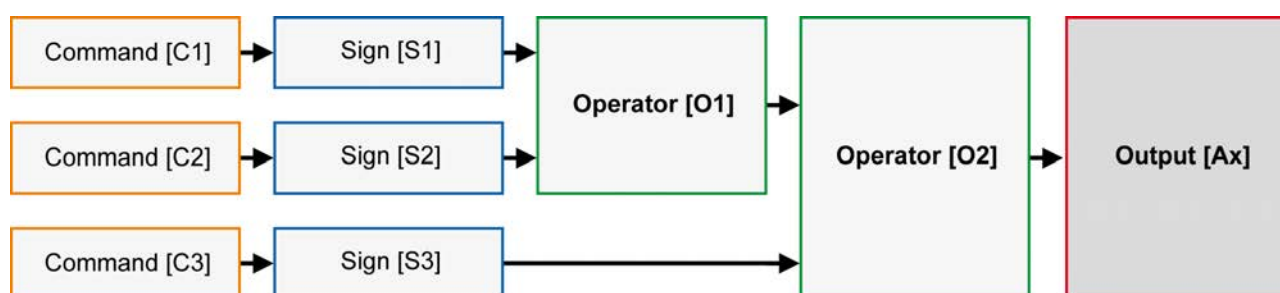 Command [C1]
Sign [S1]
Operator [O1]
Operator [O2]
Output [Ax]
Command [C2]
Sign [S2]
Command [C3]
Sign [S3]